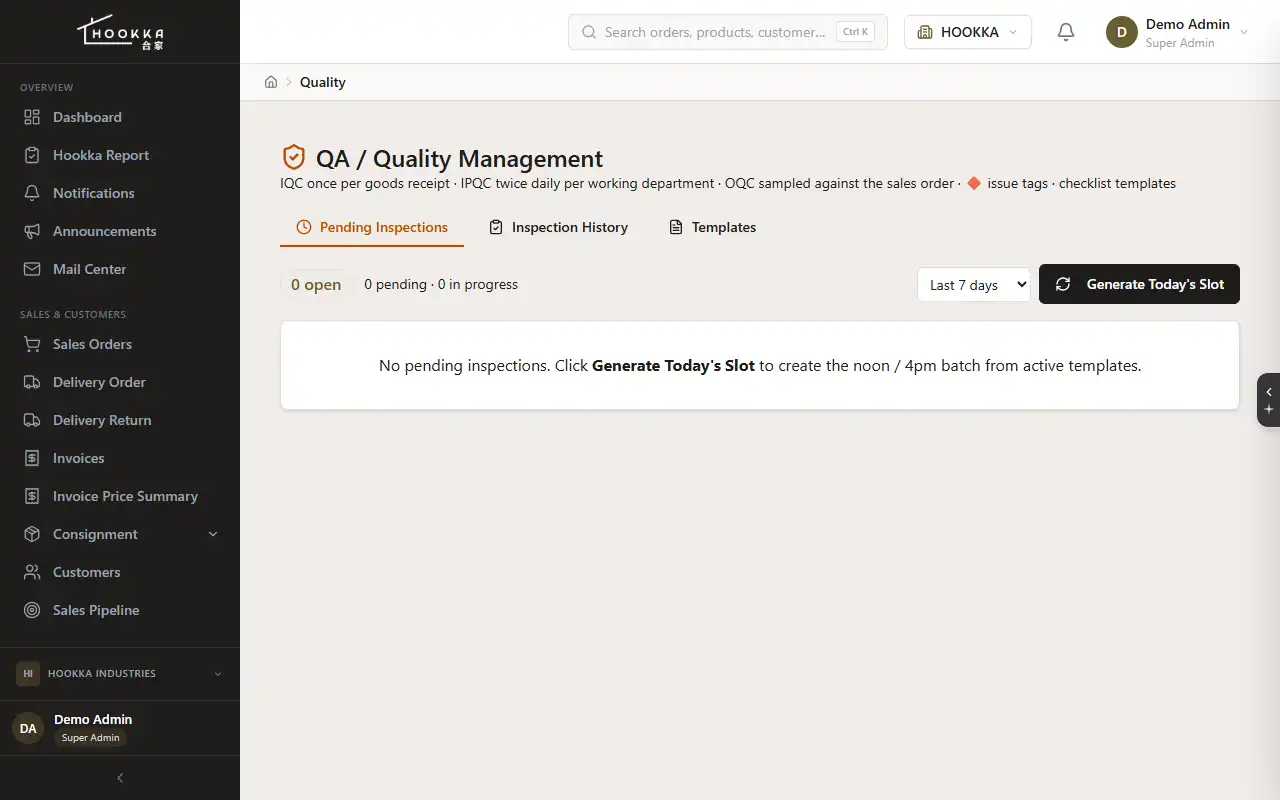 HOOKKA
合家
Search orders, products, customer... Ctrl K
HOOKKA
D
Demo Admin
Super Admin
Quality
OVERVIEW
Dashboard
Hookka Report
Notifications
Announcements
Mail Center
SALES & CUSTOMERS
Sales Orders
Delivery Order
Delivery Return
Invoices
Invoice Price Summary
Consignment
Customers
Sales Pipeline
HI HOOKKA INDUSTRIES
DA
Demo Admin
Super Admin
QA / Quality Management
IQC once per goods receipt · IPQC twice daily per working department · OQC sampled against the sales order · issue tags · checklist templates
Pending Inspections Inspection History Templates
0 open 0 pending · 0 in progress Last 7 days Generate Today's Slot
No pending inspections. Click Generate Today's Slot to create the noon / 4pm batch from active templates.